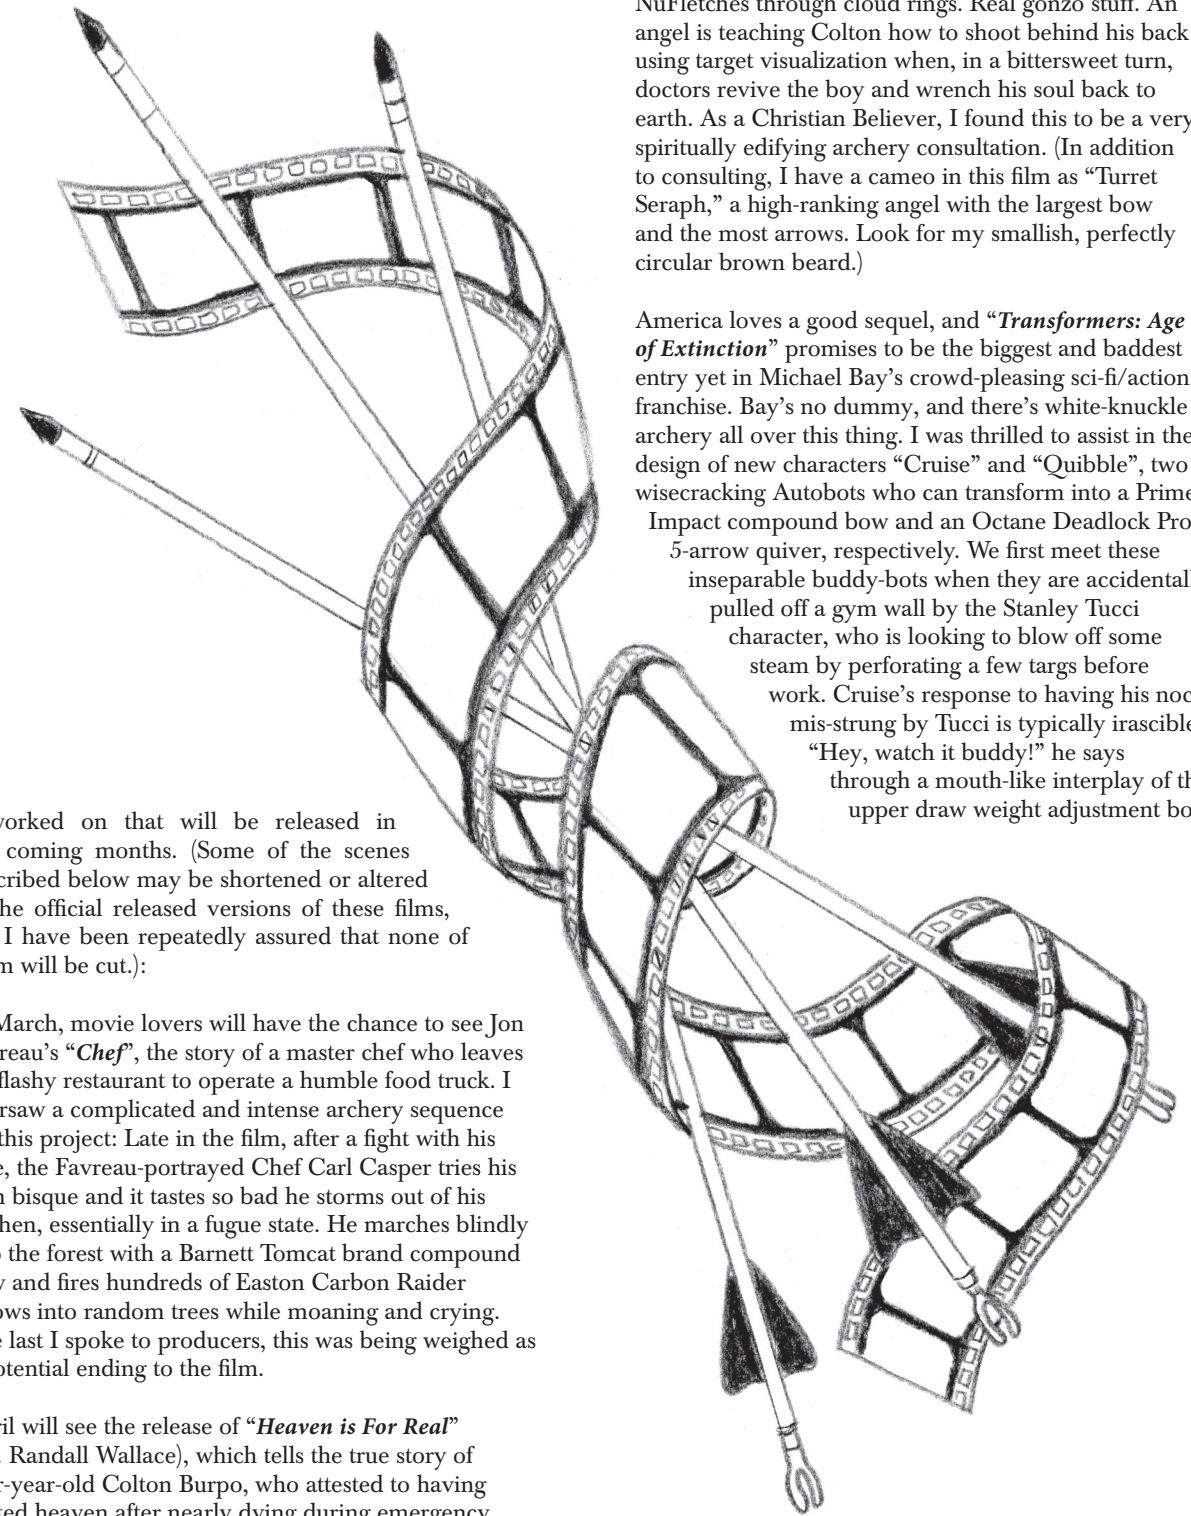 worked on that will be released in
coming months. (Some of the scenes
cribed below may be shortened or altered
he official released versions of these films,
I have been repeatedly assured that none of
m will be cut.):
March, movie lovers will have the chance to see Jon
reau's “Chef”, the story of a master chef who leaves
flashy restaurant to operate a humble food truck. I
rsaw a complicated and intense archery sequence
this project: Late in the film, after a fight with his
e, the Favreau-portrayed Chef Carl Casper tries his
n bisque and it tastes so bad he storms out of his
hen, essentially in a fugue state. He marches blindly
o the forest with a Barnett Tomcat brand compound
v and fires hundreds of Easton Carbon Raider
ows into random trees while moaning and crying.
e last I spoke to producers, this was being weighed as
otential ending to the film.
ril will see the release of “Heaven is For Real”
. Randall Wallace), which tells the true story of
r-year-old Colton Burpo, who attested to having
ted heaven after nearly dying during emergency
NuFletches through cloud rings. Real gonzo stuff. An
angel is teaching Colton how to shoot behind his back
using target visualization when, in a bittersweet turn,
doctors revive the boy and wrench his soul back to
earth. As a Christian Believer, I found this to be a very
spiritually edifying archery consultation. (In addition
to consulting, I have a cameo in this film as “Turret
Seraph,” a high-ranking angel with the largest bow
and the most arrows. Look for my smallish, perfectly
circular brown beard.)
America loves a good sequel, and “Transformers: Age
of Extinction” promises to be the biggest and baddest
entry yet in Michael Bay’s crowd-pleasing sci-fi/action
franchise. Bay’s no dummy, and there’s white-knuckle
archery all over this thing. I was thrilled to assist in the
design of new characters “Cruise” and “Quibble”, two
wisecracking Autobots who can transform into a Prime
Impact compound bow and an Octane Deadlock Pro
5-arrow quiver, respectively. We first meet these
inseparable buddy-bots when they are accidentall
pulled off a gym wall by the Stanley Tucci
character, who is looking to blow off some
steam by perforating a few targs before
work. Cruise’s response to having his noc
mis-strung by Tucci is typically irascible
“Hey, watch it buddy!” he says
through a mouth-like interplay of th
upper draw weight adjustment bo